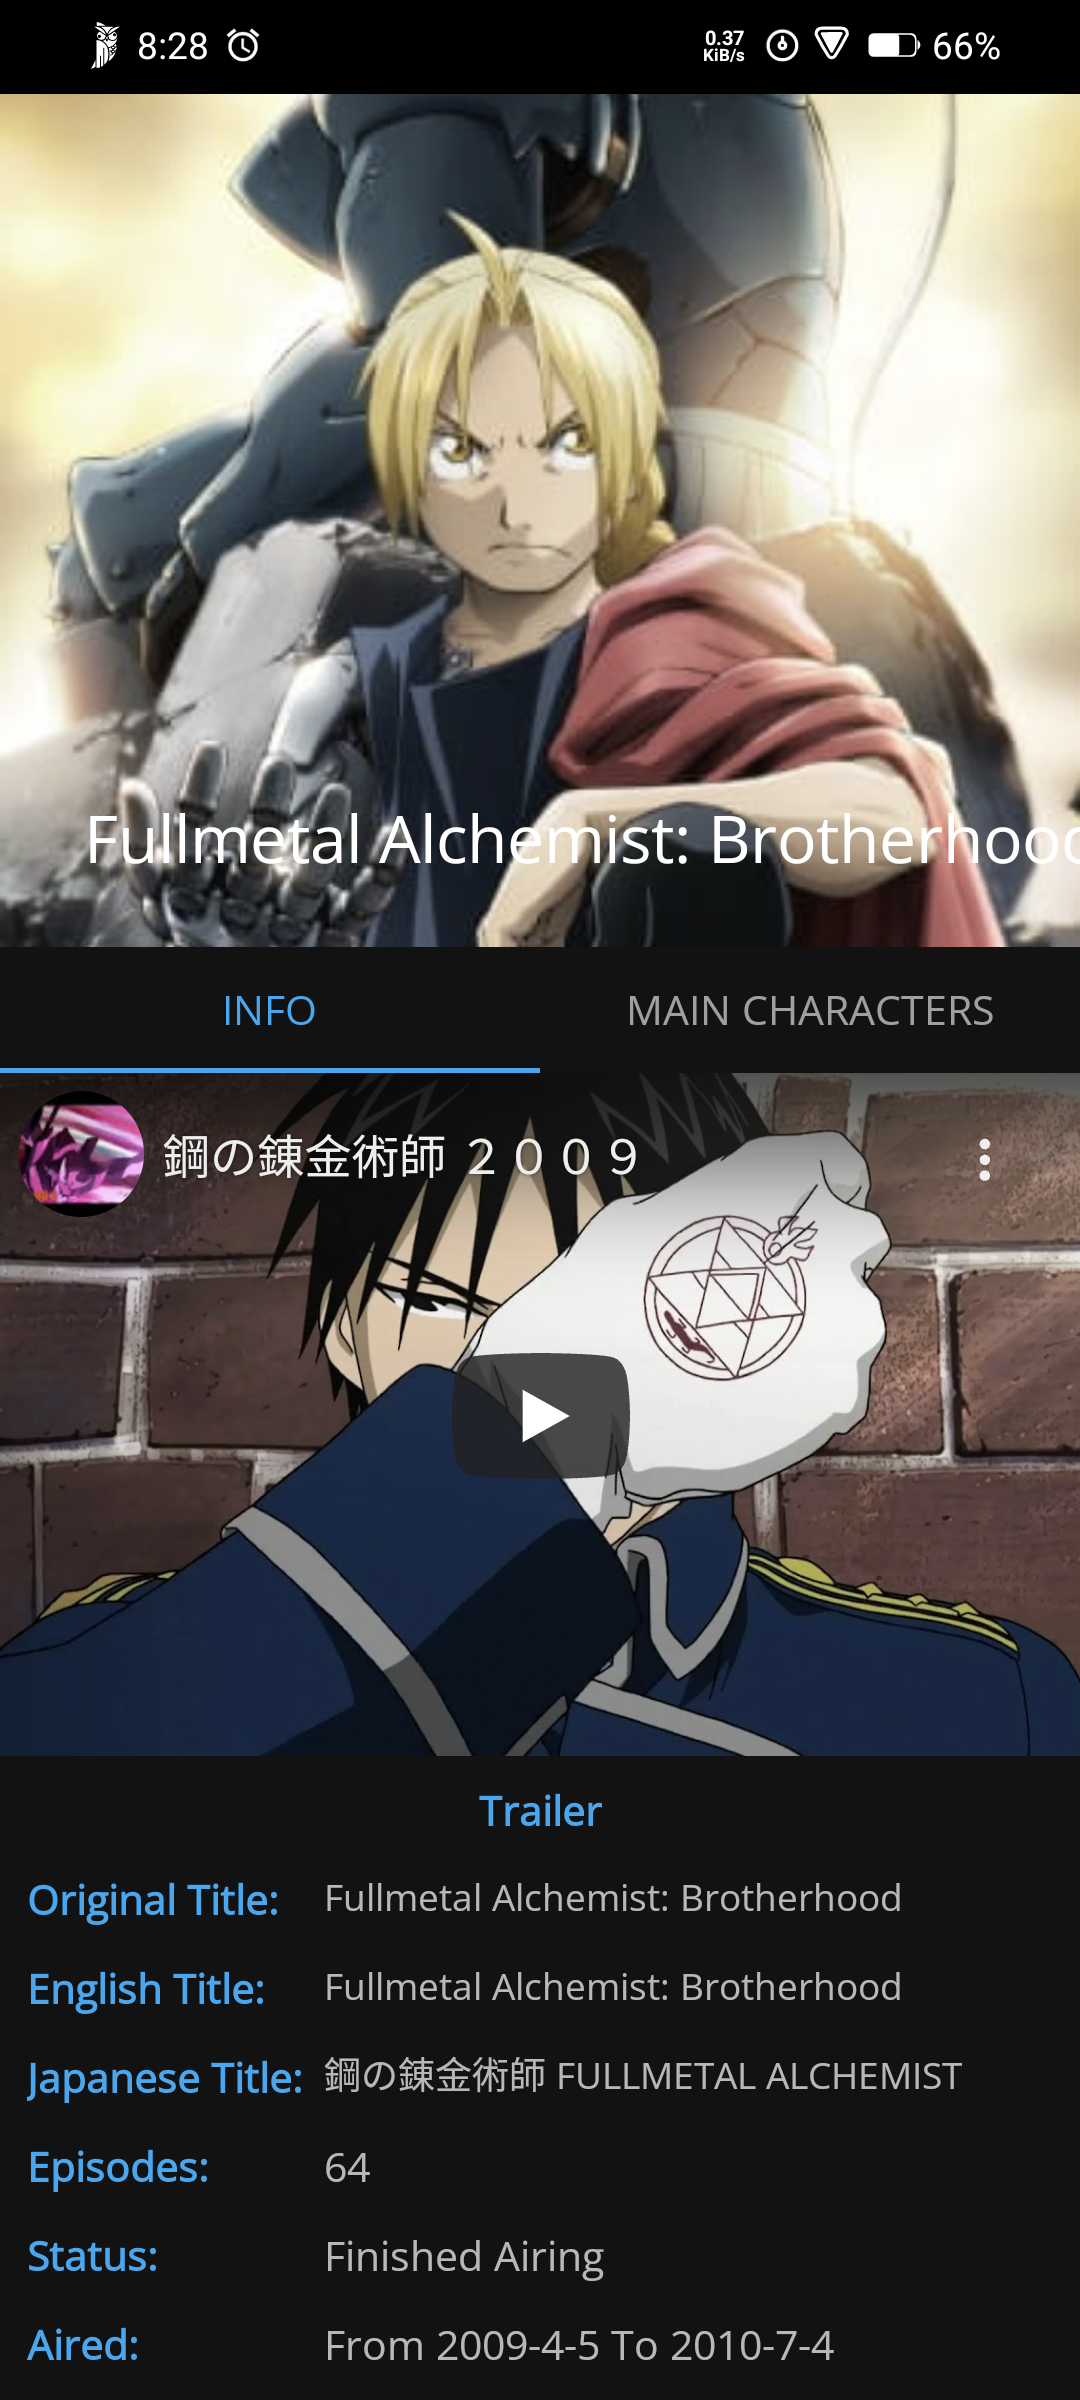 8:28
0.37
KiB/s
66%
Fullmetal Alchemist: Brotherhood
INFO
MAIN CHARACTERS
鋼の錬金術師 ２００９
Trailer
Original Title: Fullmetal Alchemist: Brotherhood
English Title: Fullmetal Alchemist: Brotherhood
Japanese Title: 鋼の錬金術師 FULLMETAL ALCHEMIST
Episodes: 64
Status: Finished Airing
Aired: From 2009-4-5 To 2010-7-4